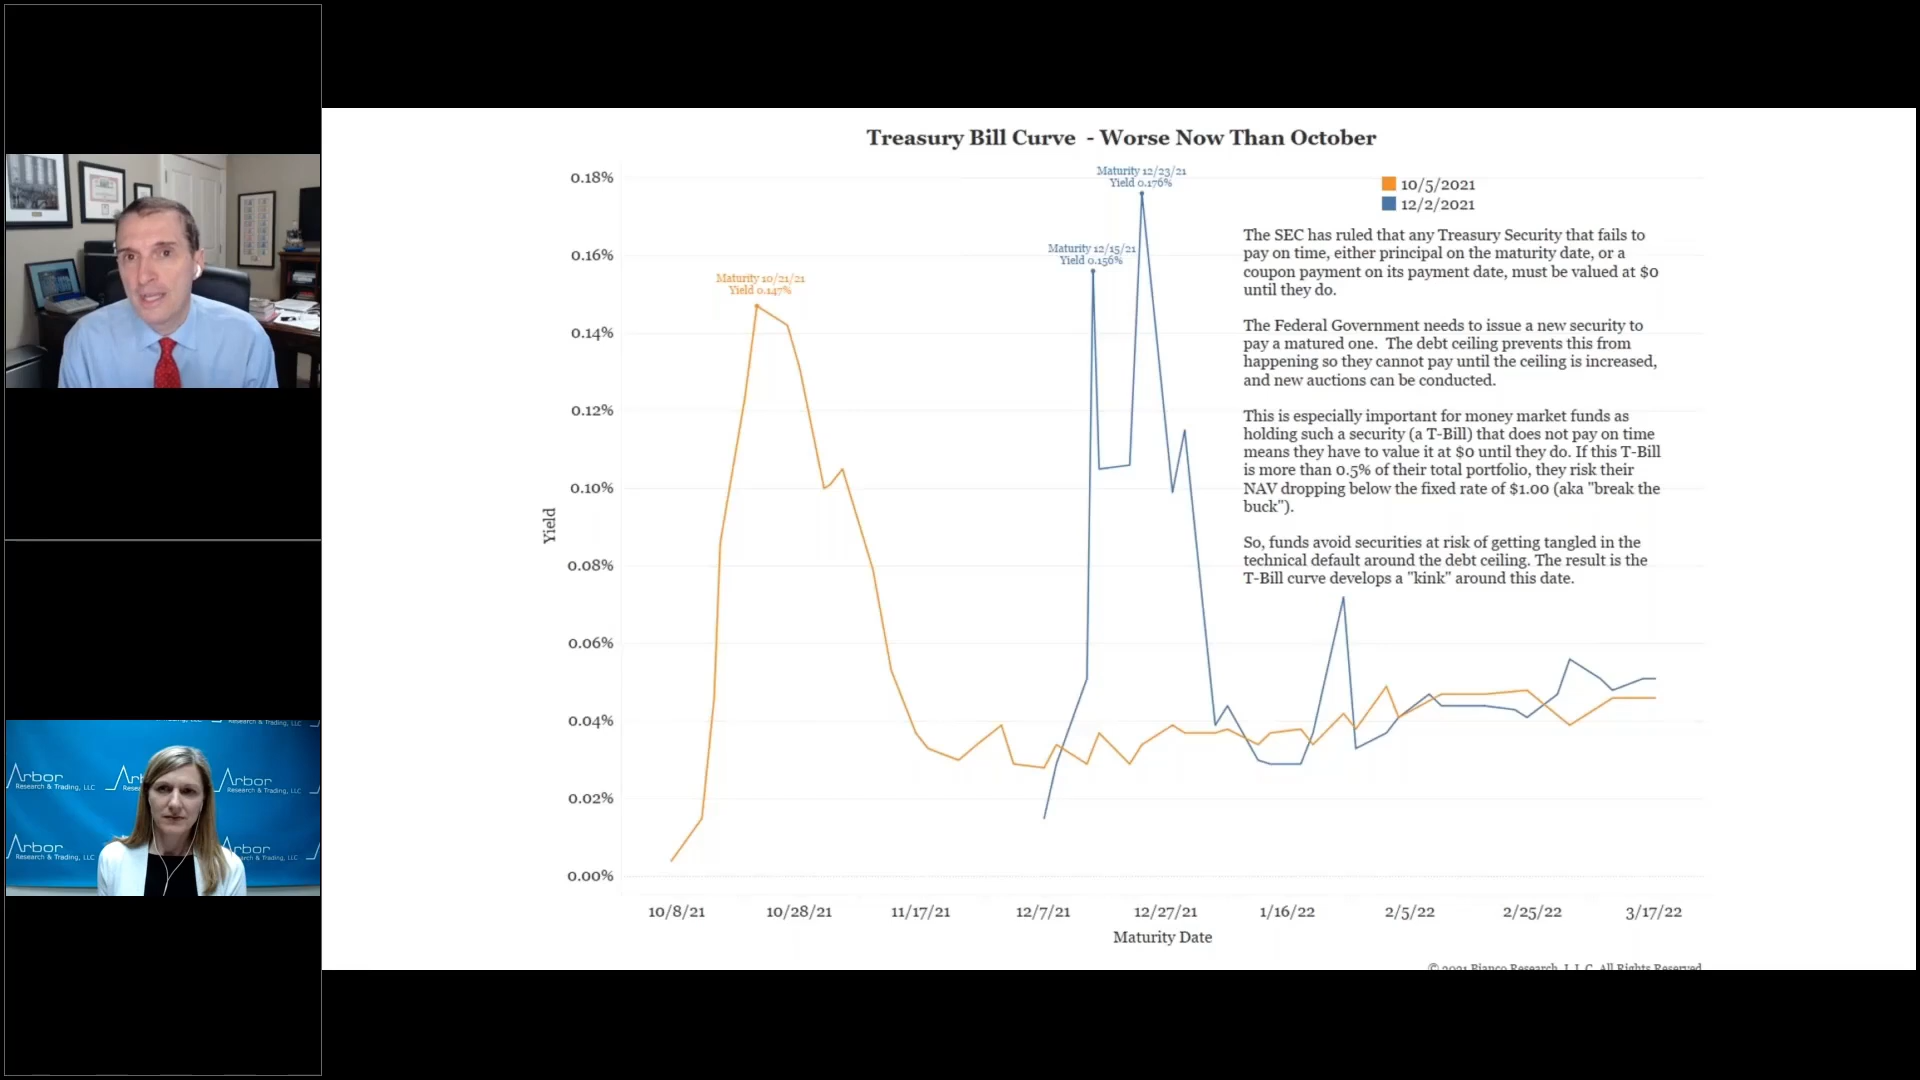 Treasury Bill Curve - Worse Now Than October
Maturity 12/23/21
Yield 0.176%
Maturity 12/15/21
Yield 0.156%
Maturity 10/21/21
Yield 0.147%
10/5/2021
12/2/2021
The SEC has ruled that any Treasury Security that fails to
pay on time, either principal on the maturity date, or a
coupon payment on its payment date, must be valued at $0
until they do.
The Federal Government needs to issue a new security to
pay a matured one. The debt ceiling prevents this from
happening so they cannot pay until the ceiling is increased,
and new auctions can be conducted.
This is especially important for money market funds as
holding such a security (a T-Bill) that does not pay on time
means they have to value it at $0 until they do. If this T-Bill
is more than 0.5% of their total portfolio, they risk their
NAV dropping below the fixed rate of $1.00 (aka "break the
buck").
So, funds avoid securities at risk of getting tangled in the
technical default around the debt ceiling. The result is the
T-Bill curve develops a "kink" around this date.
0.18%
0.16%
0.14%
0.12%
0.10%
0.08%
0.06%
0.04%
0.02%
0.00%
Yield
10/8/21 10/28/21 11/17/21 12/7/21 12/27/21 1/16/22 2/5/22 2/25/22 3/17/22
Maturity Date
© 2021 Bianco Research, L.L.C. All Rights Reserved
Research & Trading, LLC
Arbor
Research & Trading, LLC
Arbor
Research & Trading, LLC
Arbor
Research & Trading, LLC